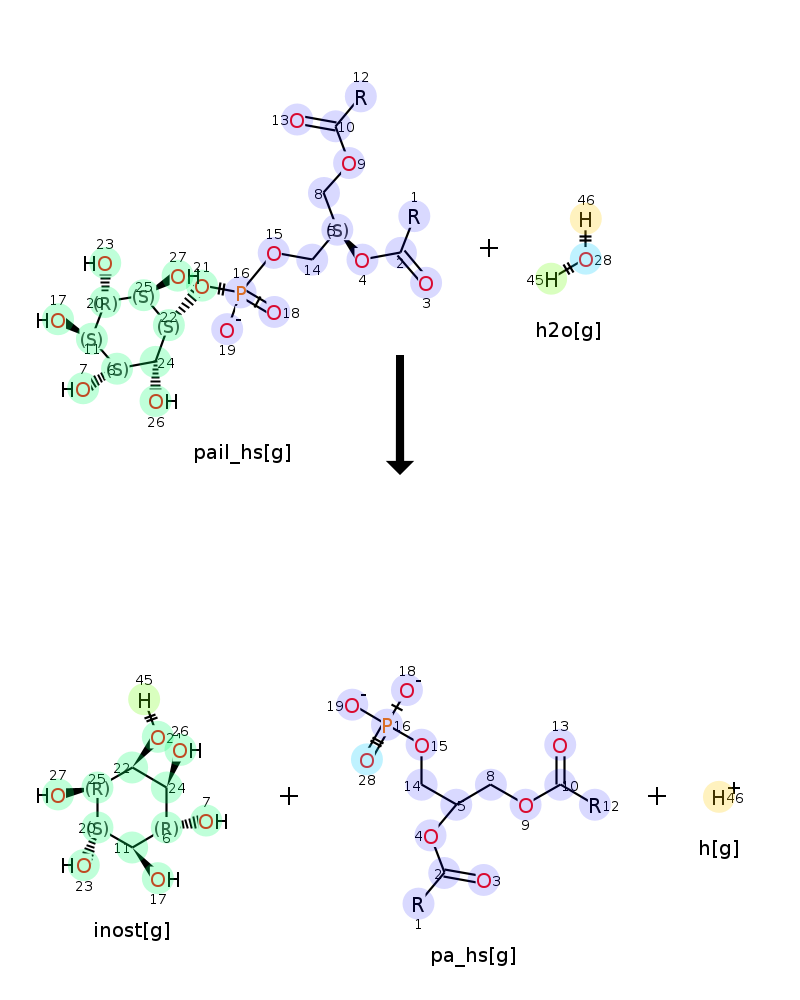 12
R
13 O 10
O 9
8
1
R
(S)
15
O
14
O
4
2
O
3
23
HO
27
OH
21
O
16
P
O 18
O -
19
25
(S)
20
(R)
17
HO
22
(S)
(S)
11
7
HO
6
(S)
24
OH
26
pail_hs[g]
+
46
H
O 28
45 H
h2o[g]
45
H
O
21
26
OH
22
27
HO
25
(R)
24
7
OH
20
(S)
(R)
6
11
HO
23
OH
17
inost[g]
+
18
O -
19 O -
P 16
O
28
O 15
14
5
8
13
O
10
O
9
R 12
4 O
2
O 3
R
1
pa_hs[g]
+
H +
46
h[g]